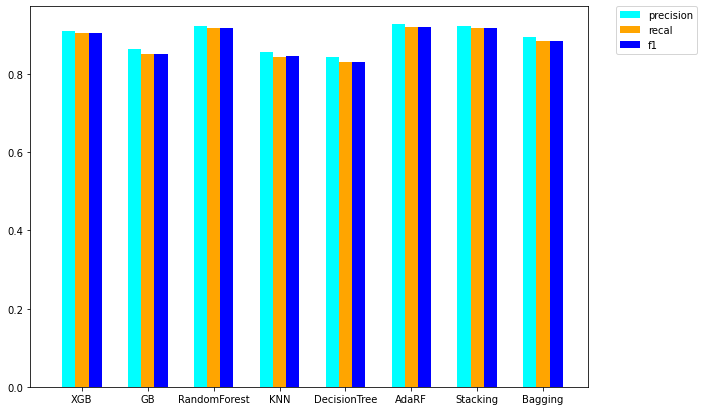 precision
recal
f1
0.8
0.6
0.4
0.2
0.0
XGB GB RandomForest KNN DecisionTree AdaRF Stacking Bagging